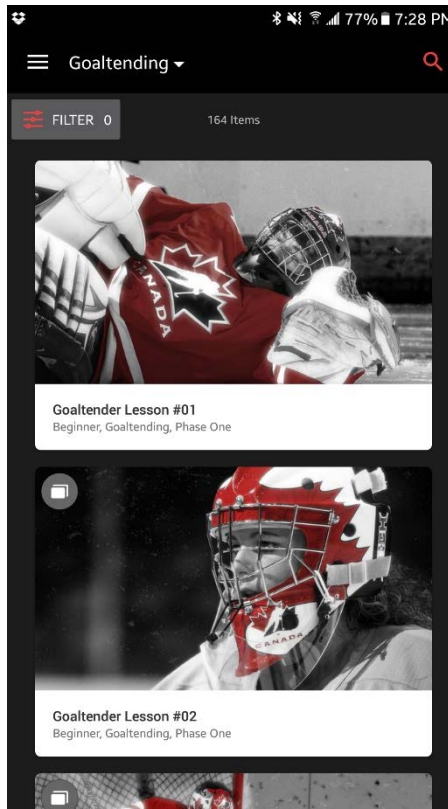 77% 7:28 PM
Goaltending
FILTER 0
164 Items
CANADA
Goaltender Lesson #01
Beginner, Goaltending, Phase One
CANADA
Goaltender Lesson #02
Beginner, Goaltending, Phase One